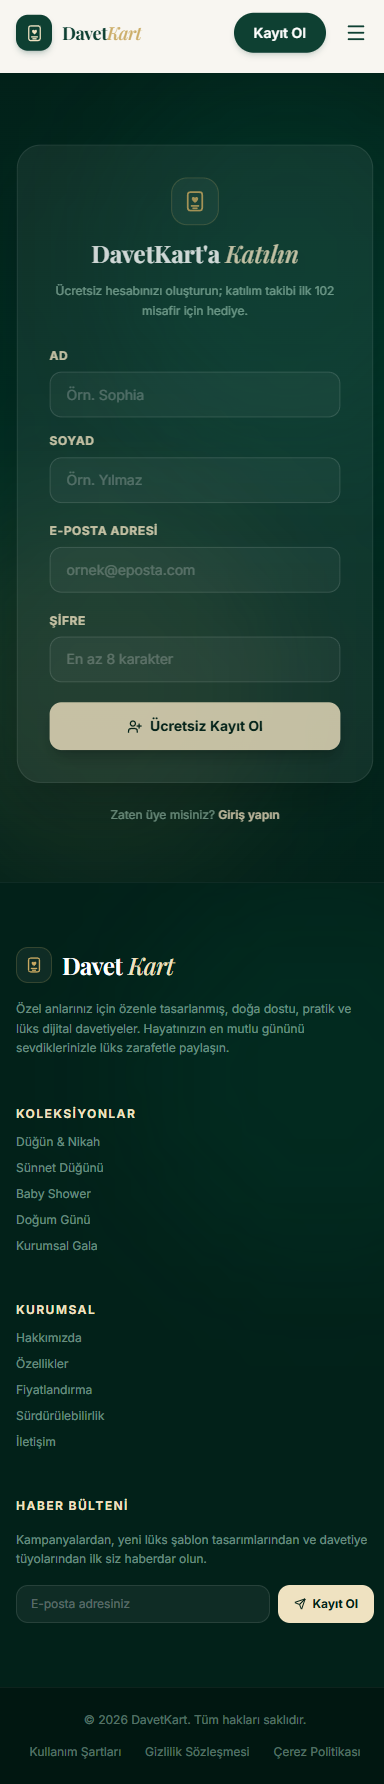 DavetKart
Kayıt Ol
DavetKart'a Katılın
Ücretsiz hesabınızı oluşturun; katılım takibi ilk 102
misafir için hediye.
AD
Örn. Sophia
SOYAD
Örn. Yılmaz
E-POSTA ADRESİ
ornek@eposta.com
ŞİFRE
En az 8 karakter
Ücretsiz Kayıt Ol
Zaten üye misiniz? Giriş yapın
Davet Kart
Özel anlarınız için özenle tasarlanmış, doğa dostu, pratik ve
lüks dijital davetiyeler. Hayatınızın en mutlu gününü
sevdiklerinizle lüks zarafetle paylaşın.
KOLEKSİYONLAR
Düğün & Nikah
Sünnet Düğünü
Baby Shower
Doğum Günü
Kurumsal Gala
KURUMSAL
Hakkımızda
Özellikler
Fiyatlandırma
Sürdürülebilirlik
İletişim
HABER BÜLTENİ
Kampanyalardan, yeni lüks şablon tasarımlarından ve davetiye
tüyolarından ilk siz haberdar olun.
E-posta adresiniz
Kayıt Ol
© 2026 DavetKart. Tüm hakları saklıdır.
Kullanım Şartları Gizlilik Sözleşmesi Çerez Politikası